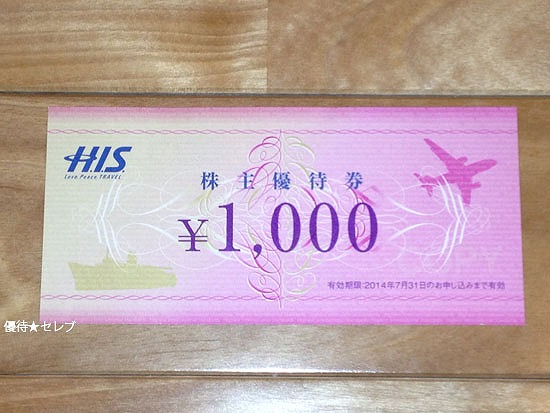 H.I.S.
Love, Peace, TRAVEL
株主優待券
¥1,000
有効期限:2014年7月31日のお申し込みまで有効
優待★セレブ